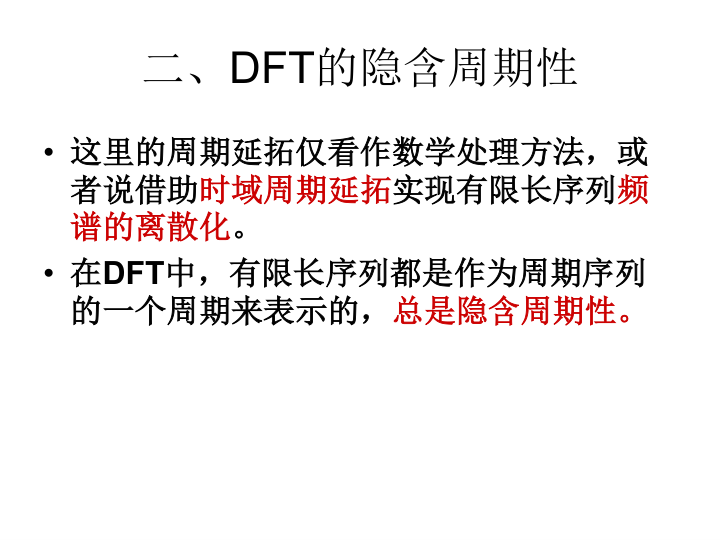 二、DFT的隐含周期性
• 这里的周期延拓仅看作数学处理方法，或
者说借助时域周期延拓实现有限长序列频
谱的离散化。
• 在DFT中，有限长序列都是作为周期序列
的一个周期来表示的，总是隐含周期性。